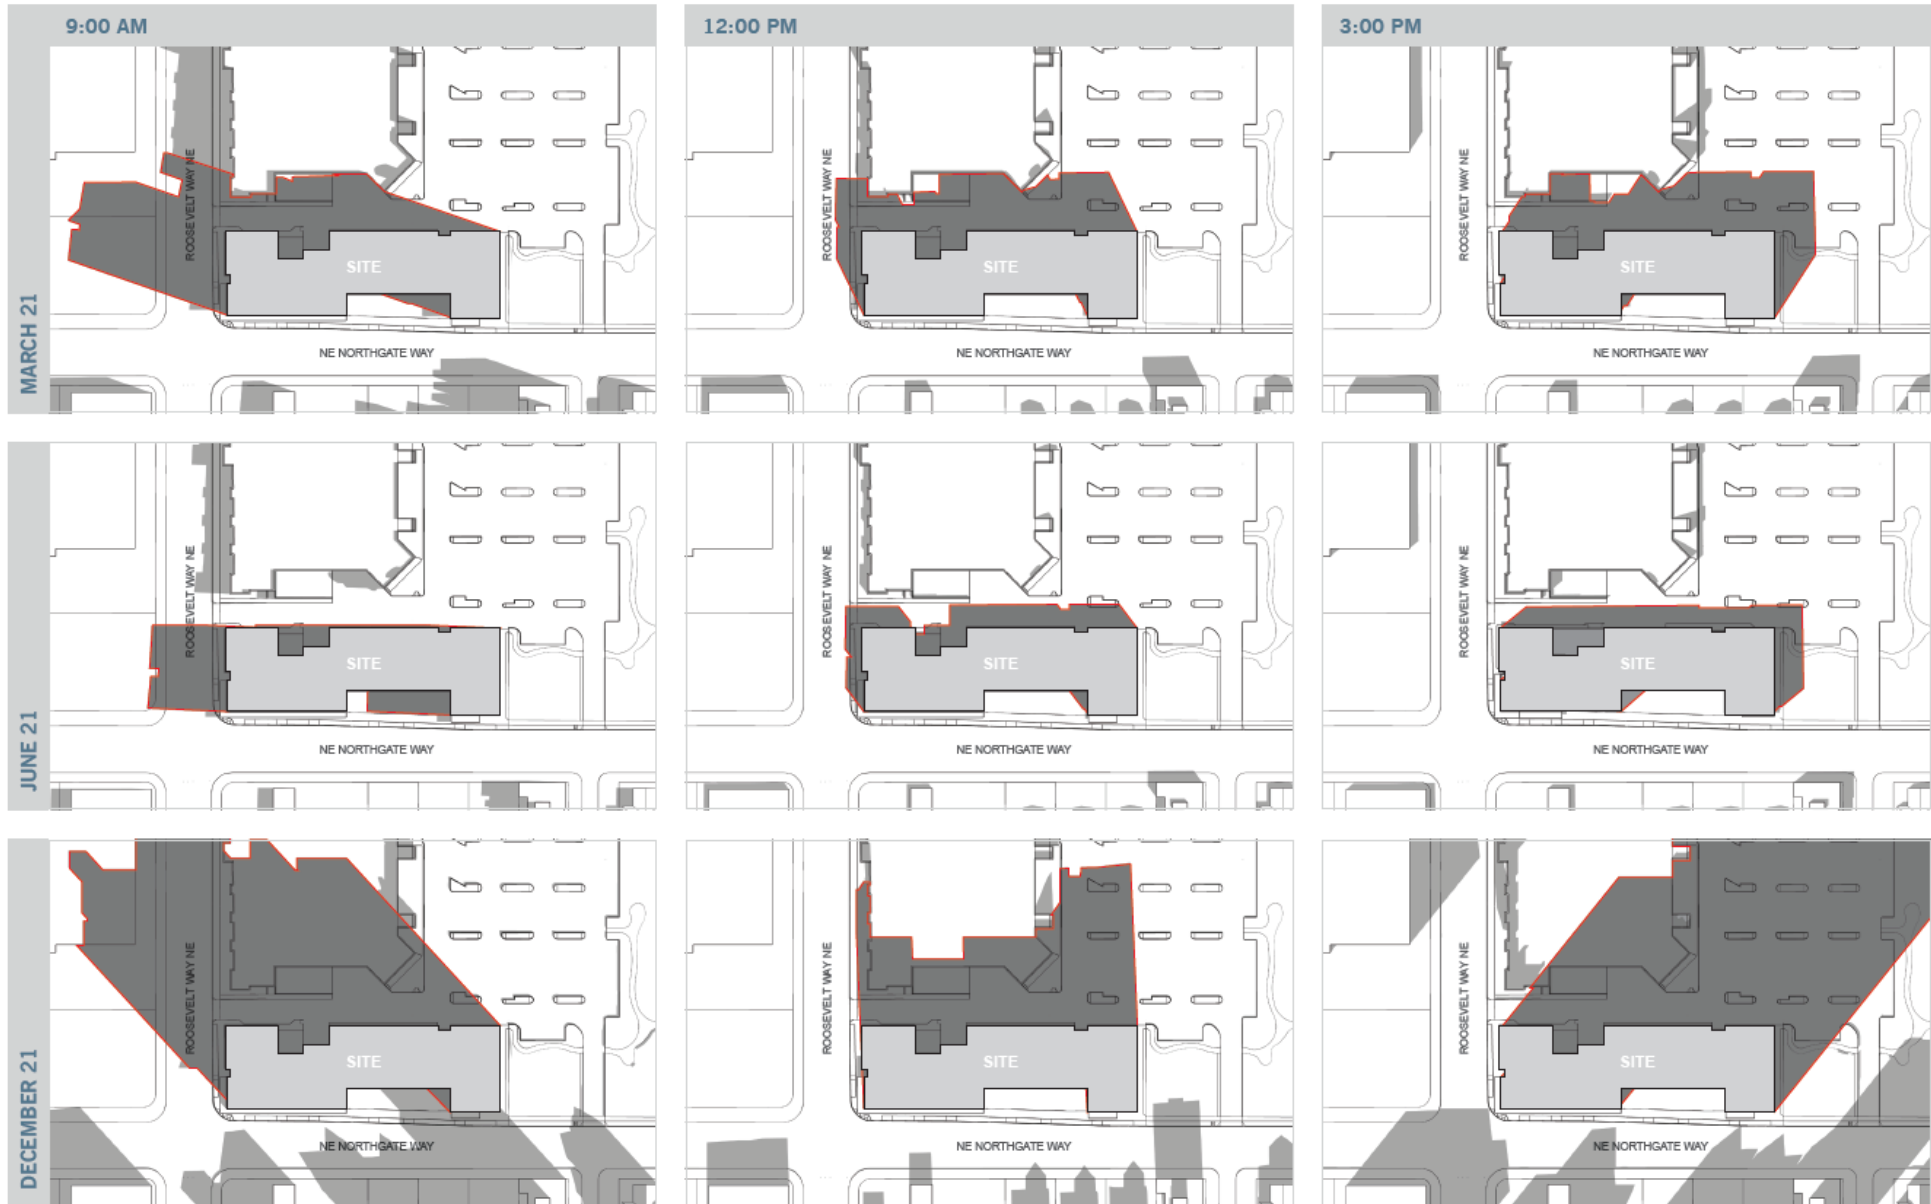 9:00 AM
12:00 PM
3:00 PM
MARCH 21
ROOSEVELT WAY NE
SITE
NE NORTHGATE WAY
ROOSEVELT WAY NE
SITE
NE NORTHGATE WAY
ROOSEVELT WAY NE
SITE
NE NORTHGATE WAY
JUNE 21
ROOSEVELT WAY NE
SITE
NE NORTHGATE WAY
ROOSEVELT WAY NE
SITE
NE NORTHGATE WAY
ROOSEVELT WAY NE
SITE
NE NORTHGATE WAY
DECEMBER 21
ROOSEVELT WAY NE
SITE
NE NORTHGATE WAY
ROOSEVELT WAY NE
SITE
NE NORTHGATE WAY
ROOSEVELT WAY NE
SITE
NE NORTHGATE WAY